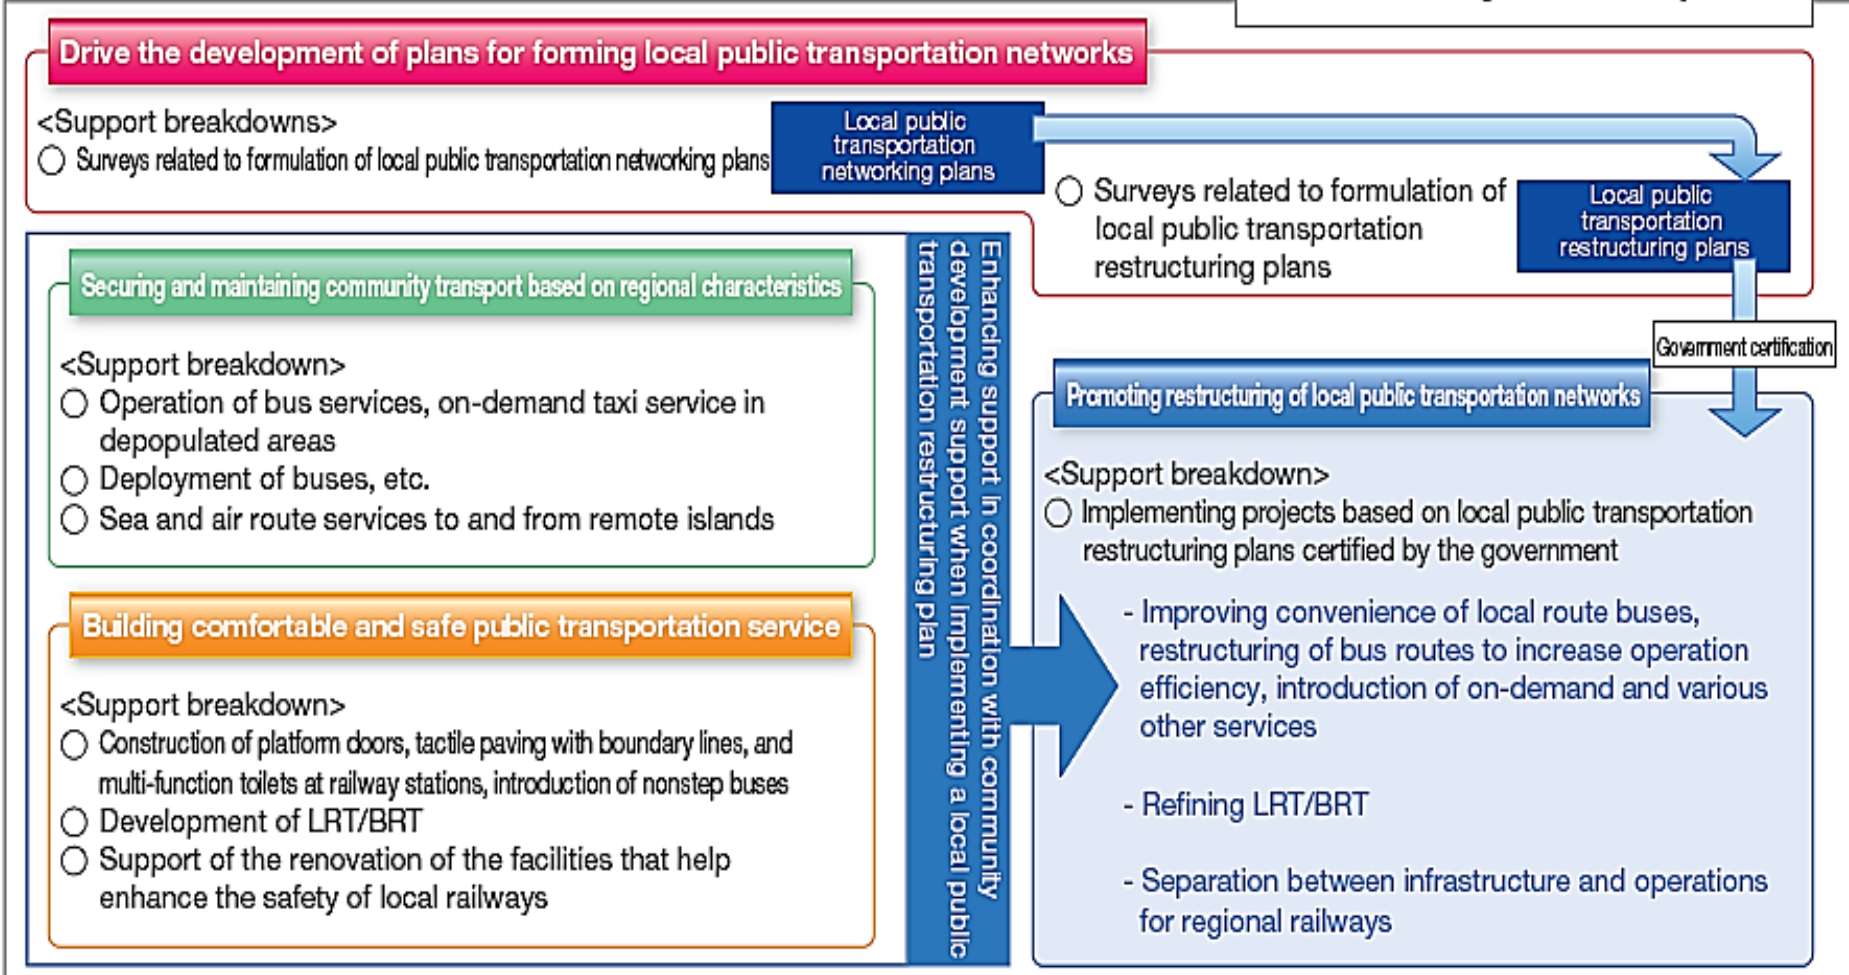 Drive the development of plans for forming local public transportation networks
<Support breakdowns>
○ Surveys related to formulation of local public transportation networking plans
Local public
transportation
networking plans
○ Surveys related to formulation of
local public transportation
restructuring plans
Local public
transportation
restructuring plans
Government certification
Securing and maintaining community transport based on regional characteristics
<Support breakdown>
○ Operation of bus services, on-demand taxi service in
depopulated areas
○ Deployment of buses, etc.
○ Sea and air route services to and from remote islands
Building comfortable and safe public transportation service
<Support breakdown>
○ Construction of platform doors, tactile paving with boundary lines, and
multi-function toilets at railway stations, introduction of nonstep buses
○ Development of LRT/BRT
○ Support of the renovation of the facilities that help
enhance the safety of local railways
Enhancing support in coordination with community
development support when implementing a local public
transportation restructuring plan
Promoting restructuring of local public transportation networks
<Support breakdown>
○ Implementing projects based on local public transportation
restructuring plans certified by the government
- Improving convenience of local route buses,
restructuring of bus routes to increase operation
efficiency, introduction of on-demand and various
other services
- Refining LRT/BRT
- Separation between infrastructure and operations
for regional railways